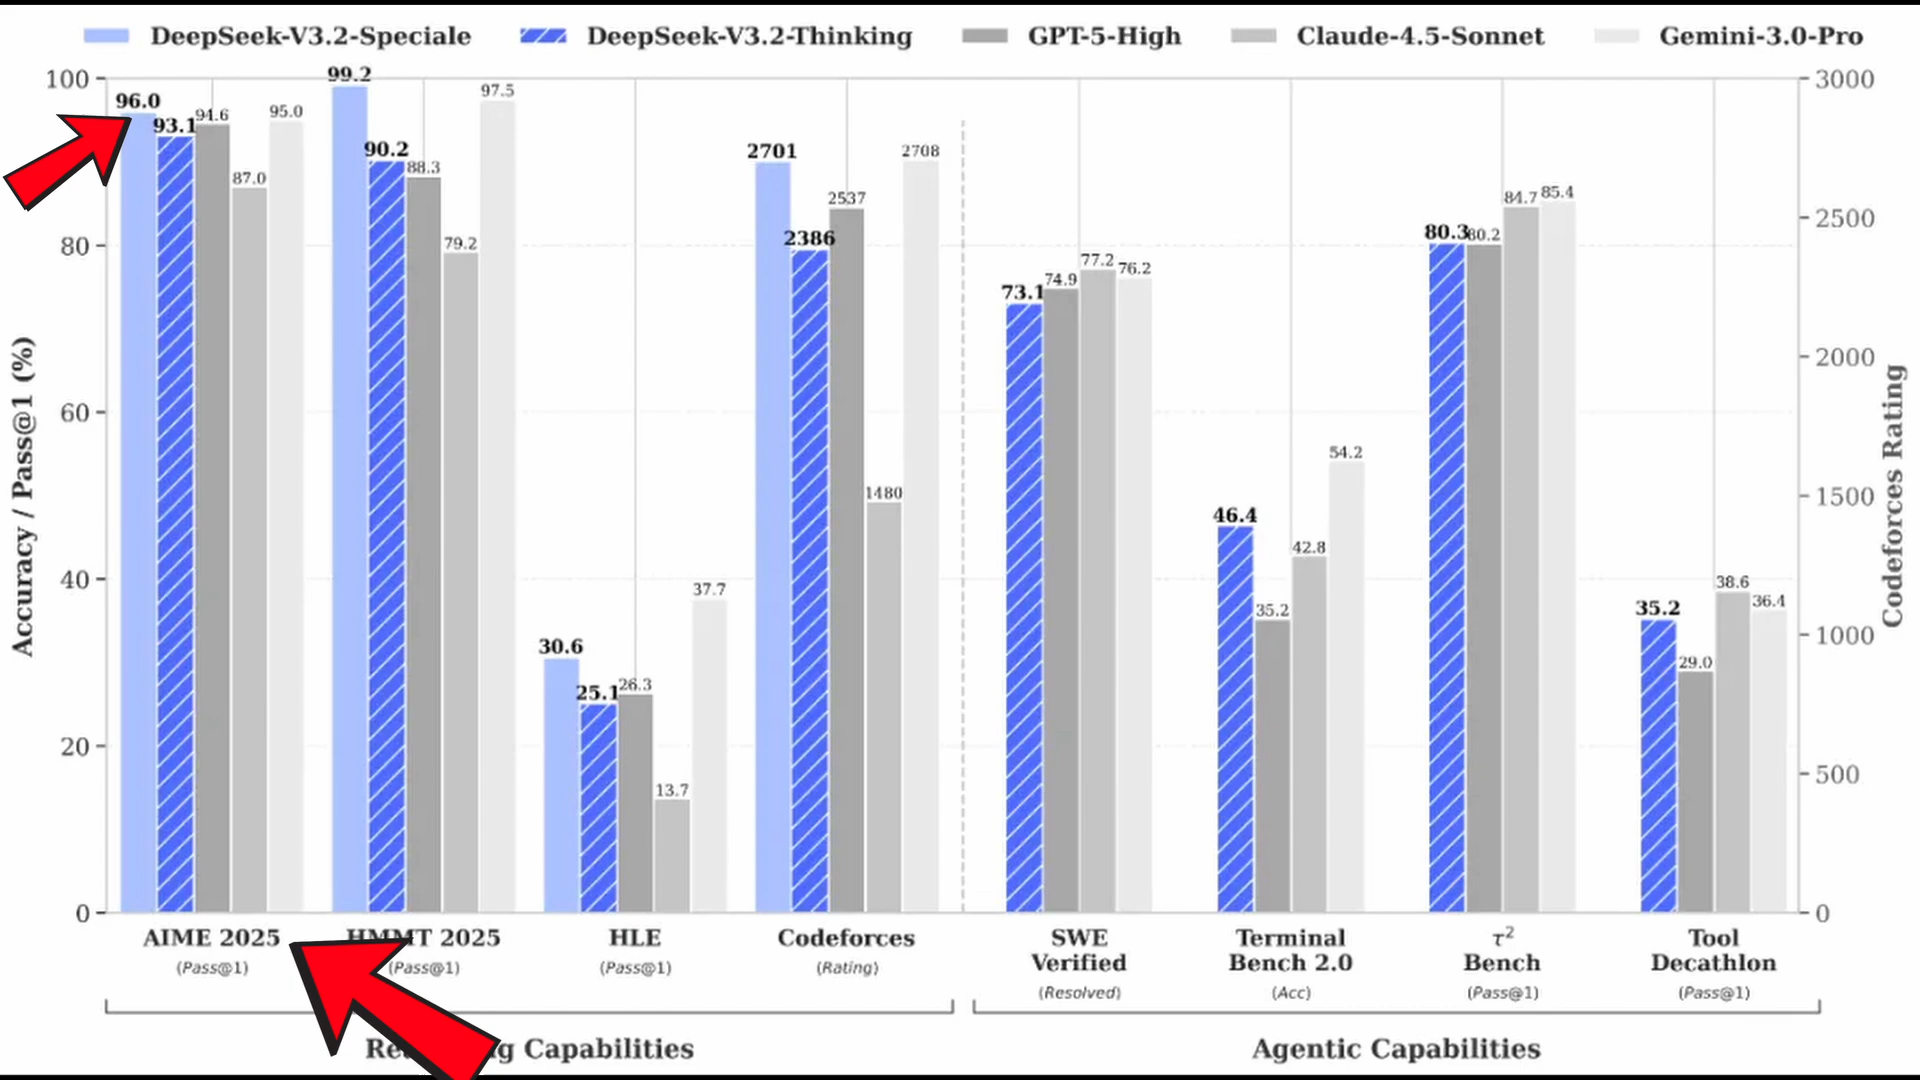 DeepSeek-V3.2-Speciale DeepSeek-V3.2-Thinking GPT-5-High Claude-4.5-Sonnet Gemini-3.0-Pro
Accuracy / Pass@1 (%)
100
80
60
40
20
0
96.0
93.1
94.6
87.0
95.0
99.2
90.2
88.3
79.2
97.5
30.6
25.1
26.3
13.7
37.7
2701
2386
2537
1480
2708
73.1
74.9
77.2
76.2
46.4
35.2
42.8
54.2
80.3
80.2
84.7
85.4
35.2
29.0
38.6
36.4
3000
2500
2000
1500
1000
500
0
Codeforces Rating
AIME 2025
(Pass@1)
HMMT 2025
(Pass@1)
HLE
(Pass@1)
Codeforces
(Rating)
SWE
Verified
(Resolved)
Terminal
Bench 2.0
(Acc)
τ²
Bench
(Pass@1)
Tool
Decathlon
(Pass@1)
Capabilities
Agentic Capabilities